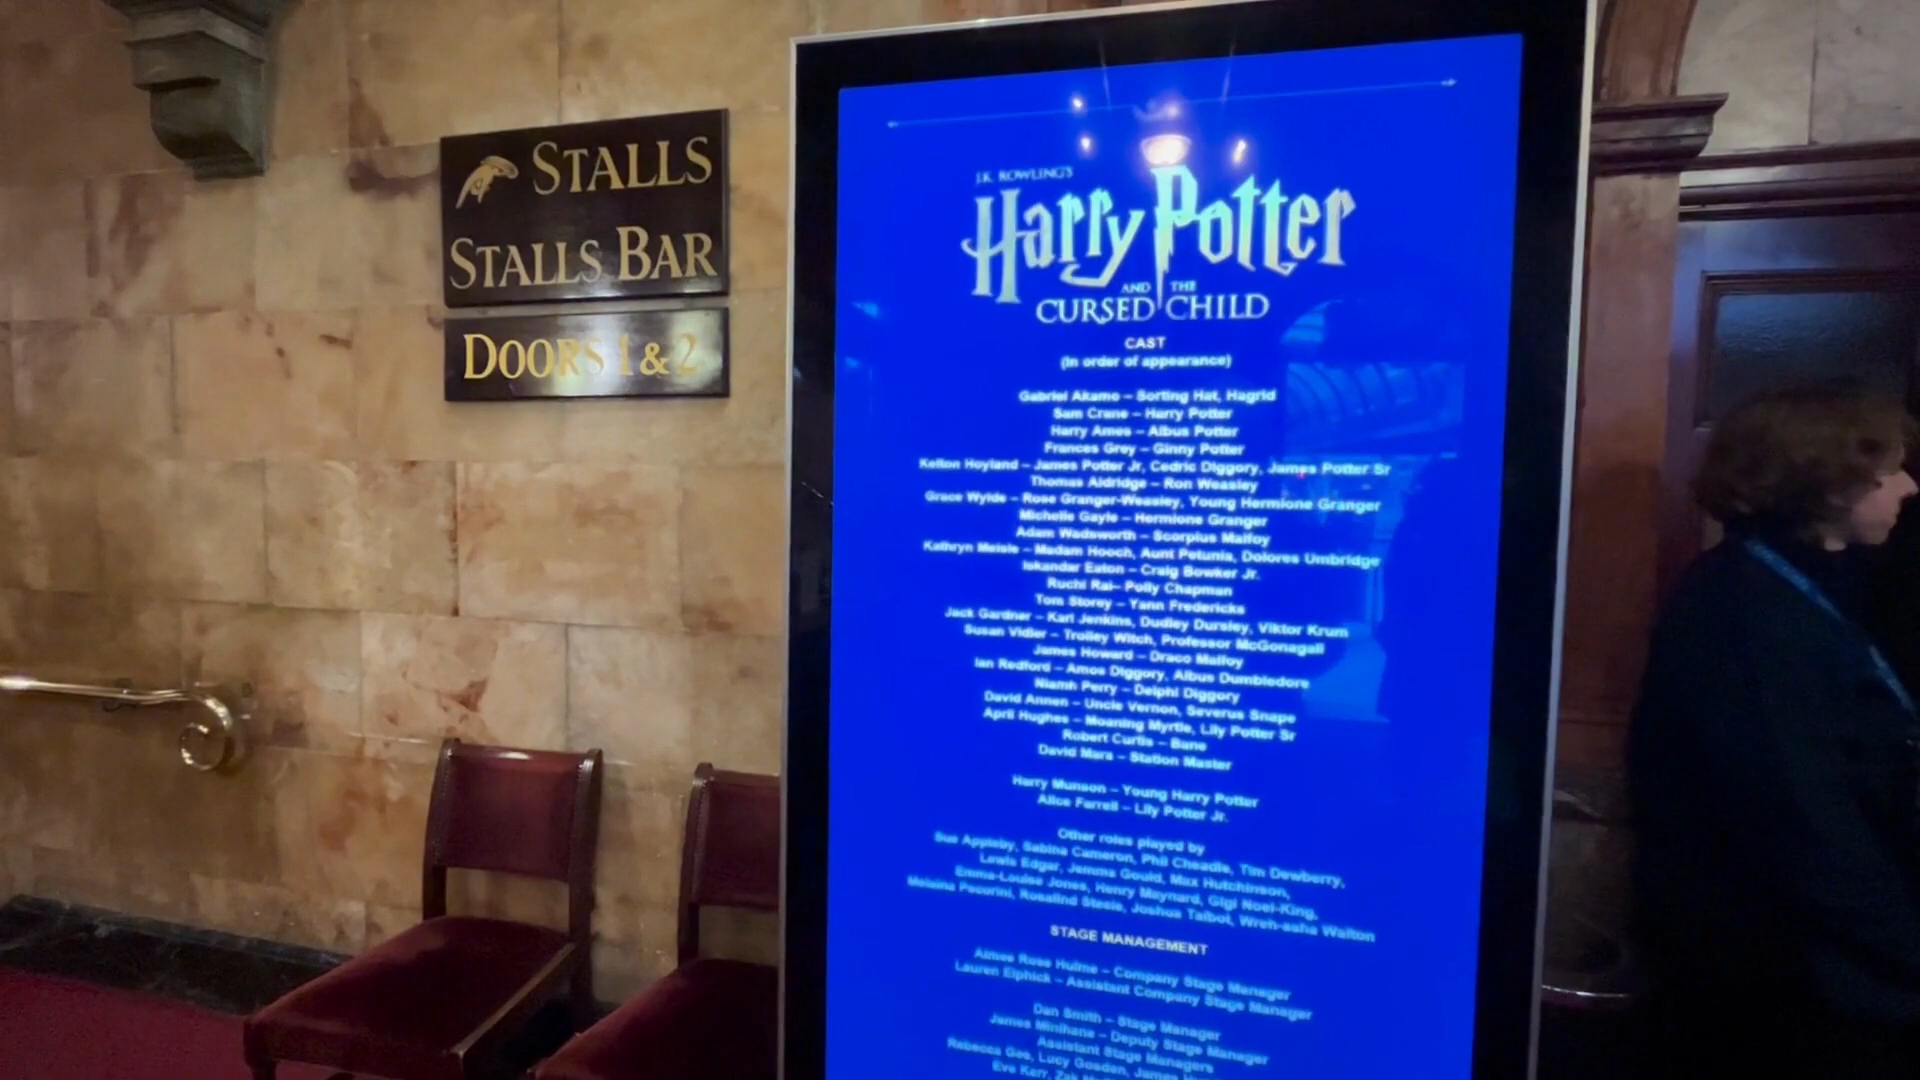 STALLS
STALLS BAR
DOORS 1 & 2
J.K. ROWLING'S
Harry Potter
AND THE
CURSED CHILD
CAST
(in order of appearance)
Gabriel Akamo – Sorting Hat, Hagrid
Sam Crane – Harry Potter
Harry Ames – Albus Potter
Frances Grey – Ginny Potter
Kelton Hoyland – James Potter Jr, Cedric Diggory, James Potter Sr
Thomas Aldridge – Ron Weasley
Grace Wylde – Rose Granger-Weasley, Young Hermione Granger
Michelle Gayle – Hermione Granger
Adam Wadsworth – Scorpius Malfoy
Kathryn Meisle – Madam Hooch, Aunt Petunia, Dolores Umbridge
Iskandar Eaton – Craig Bowker Jr.
Ruchi Rai– Polly Chapman
Tom Storey – Yann Fredericks
Jack Gardner – Karl Jenkins, Dudley Dursley, Viktor Krum
Susan Vidler – Trolley Witch, Professor McGonagall
James Howard – Draco Malfoy
Ian Redford – Amos Diggory, Albus Dumbledore
Niamh Perry – Delphi Diggory
David Annen – Uncle Vernon, Severus Snape
April Hughes – Moaning Myrtle, Lily Potter Sr
Robert Curtis – Bane
David Mara – Station Master
Harry Munson – Young Harry Potter
Alice Farrell – Lily Potter Jr.
Other roles played by
Sue Appleby, Sabina Cameron, Phil Cheadle, Tim Dewberry,
Lewis Edgar, Jemma Gould, Max Hutchinson,
Emma-Louise Jones, Henry Maynard, Gigi Noel-King,
Melaina Pecorini, Rosalind Steele, Joshua Talbot, Wreh-asha Walton
STAGE MANAGEMENT
Aimee Rose Hulme – Company Stage Manager
Lauren Elphick – Assistant Company Stage Manager
Dan Smith – Stage Manager
James Minihane – Deputy Stage Manager
Assistant Stage Managers
Rebecca Gee, Lucy Gosden, James
Eve Kerr, Zak